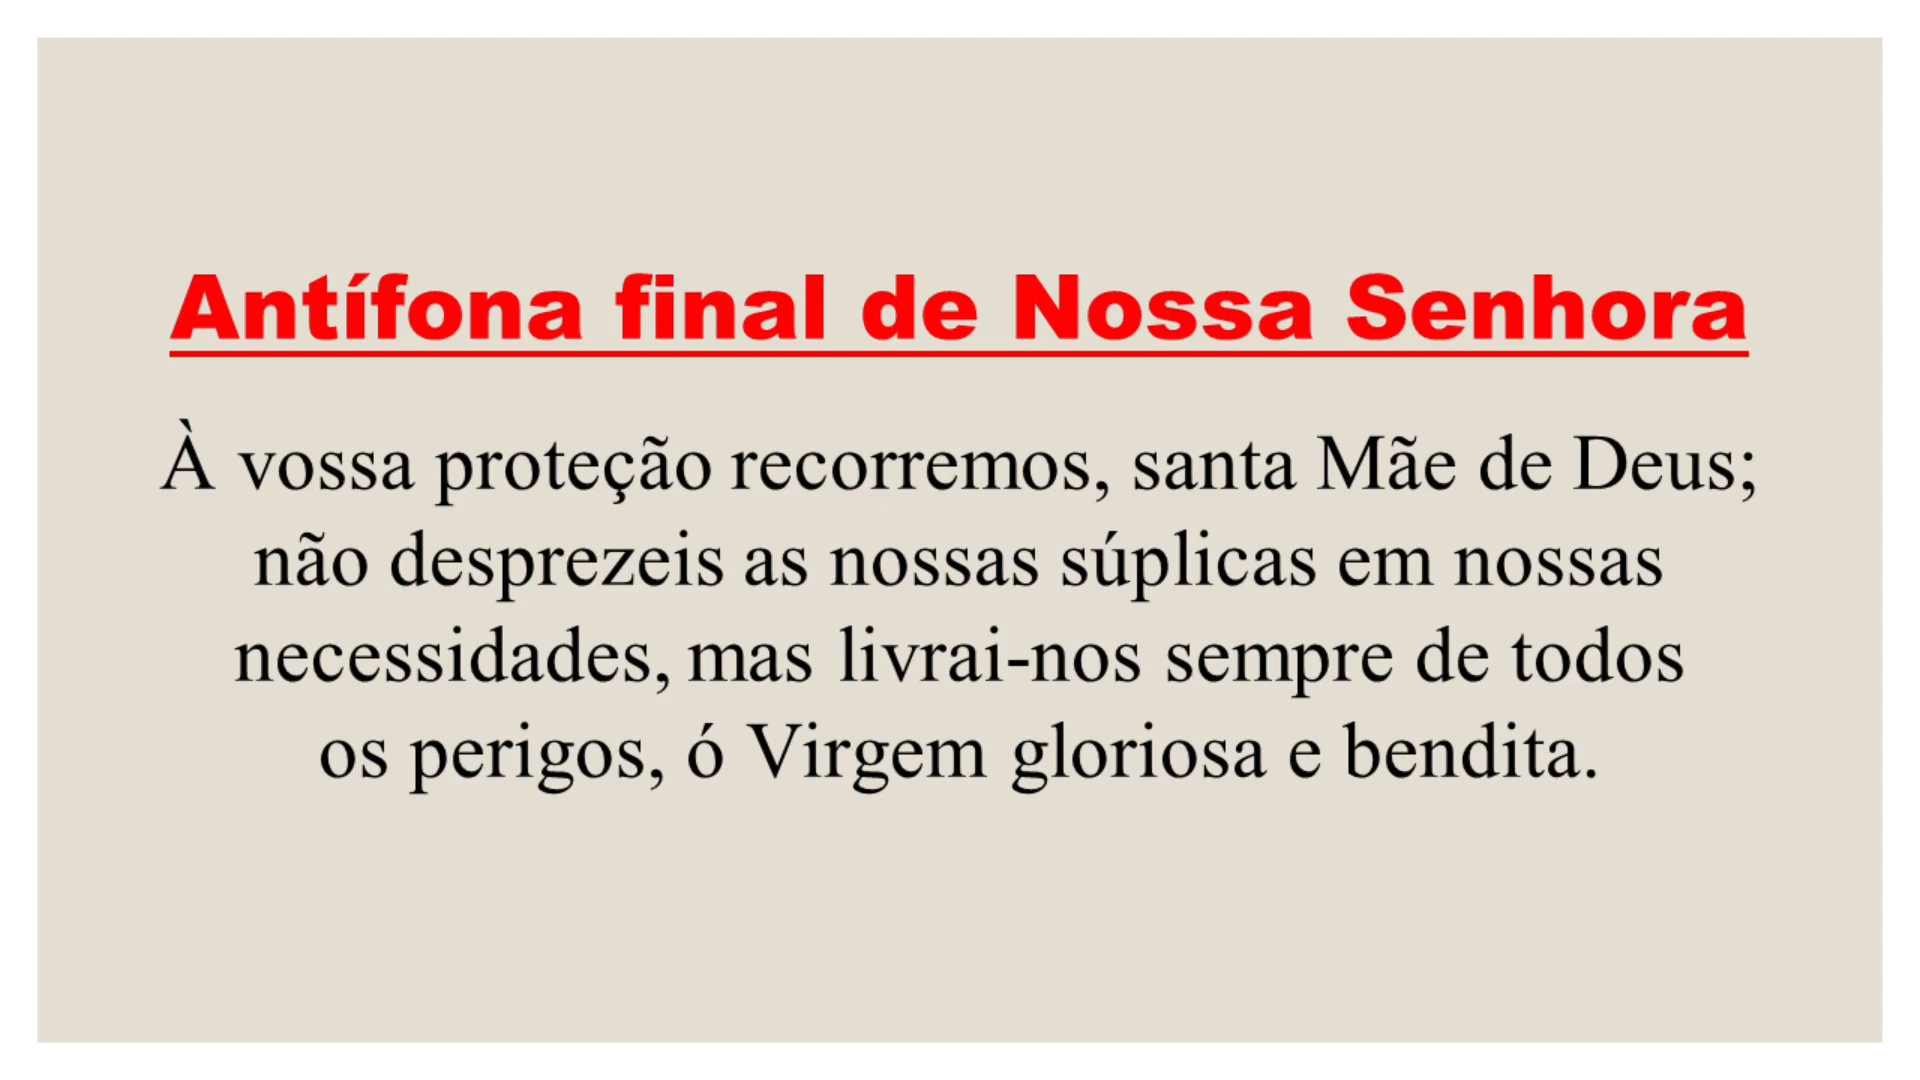 Antífona final de Nossa Senhora
À vossa proteção recorremos, santa Mãe de Deus;
não desprezeis as nossas súplicas em nossas
necessidades, mas livrai-nos sempre de todos
os perigos, ó Virgem gloriosa e bendita.